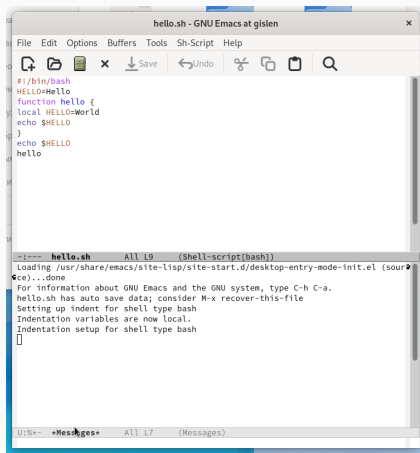 hello.sh - GNU Emacs at gislen
File Edit Options Buffers Tools Sh-Script Help
Save Undo
#!/bin/bash
HELLO=Hello
function hello {
local HELLO=World
echo $HELLO
}
echo $HELLO
hello
-:--- hello.sh All L9 (Shell-script[bash])
Loading /usr/share/emacs/site-lisp/site-start.d/desktop-entry-mode-init.el (sour
ce)...done
For information about GNU Emacs and the GNU system, type C-h C-a.
hello.sh has auto save data; consider M-x recover-this-file
Setting up indent for shell type bash
Indentation variables are now local.
Indentation setup for shell type bash
U:%*- *Messages* All L7 (Messages)